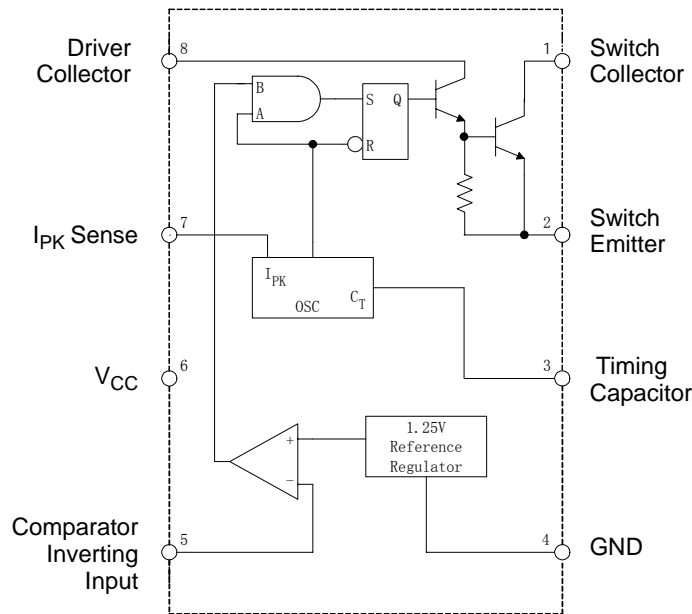 Driver
Collector
8
1
Switch
Collector
B
A
S
Q
R
I_PK Sense
7
2
Switch
Emitter
I_PK
OSC
C_T
V_CC
6
3
Timing
Capacitor
1.25V
Reference
Regulator
+
−
Comparator
Inverting
Input
5
4
GND